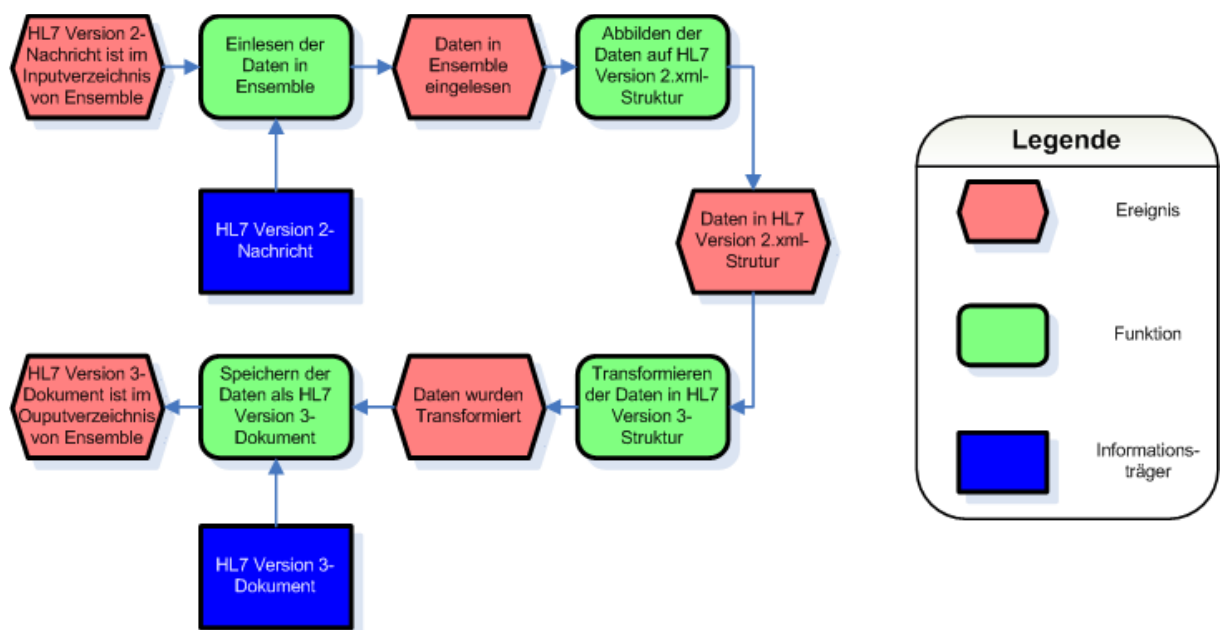 HL7 Version 2-
Nachricht ist im
Inputverzeichnis
von Ensemble
Einlesen der
Daten in
Ensemble
Daten in
Ensemble
eingelesen
Abbilden der
Daten auf HL7
Version 2.xml-
Struktur
HL7 Version 2-
Nachricht
Daten in HL7
Version 2.xml-
Strutur
Transformieren
der Daten in HL7
Version 3-
Struktur
Daten wurden
Transformiert
Speichern der
Daten als HL7
Version 3-
Dokument
HL7 Version 3-
Dokument ist im
Ouputverzeichnis
von Ensemble
HL7 Version 3-
Dokument
Legende
Ereignis
Funktion
Informations-
träger